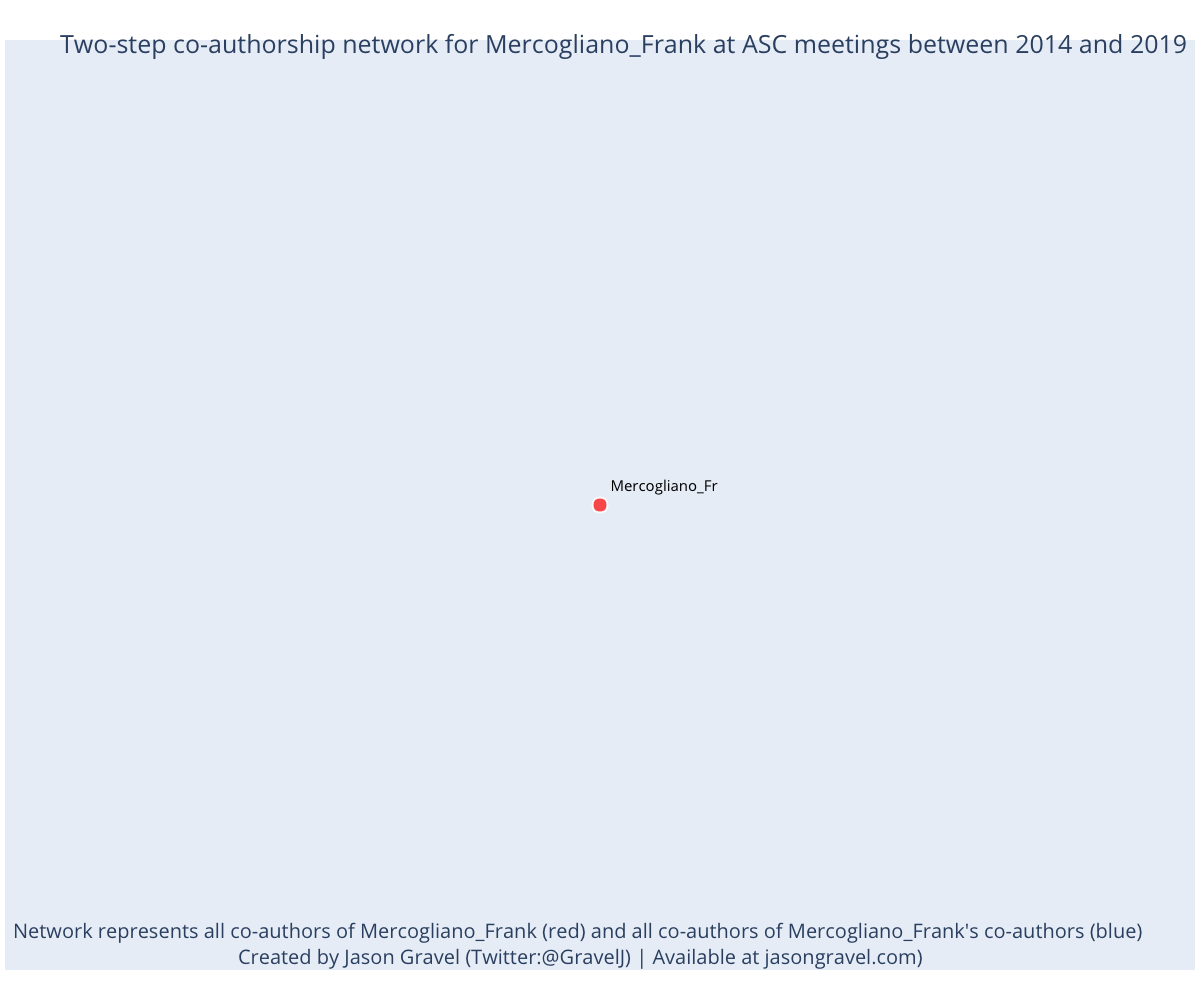 Two-step co-authorship network for Mercogliano_Frank at ASC meetings between 2014 and 2019
Mercogliano_Fr
Network represents all co-authors of Mercogliano_Frank (red) and all co-authors of Mercogliano_Frank's co-authors (blue)
Created by Jason Gravel (Twitter:@GravelJ) | Available at jasongravel.com)